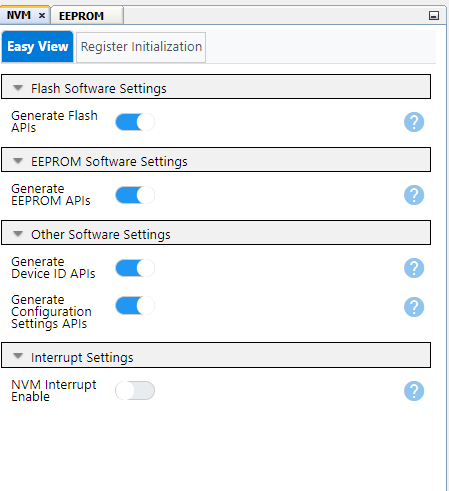 NVM × EEPROM
Easy View Register Initialization
Flash Software Settings
Generate Flash
APIs
?
EEPROM Software Settings
Generate
EEPROM APIs
?
Other Software Settings
Generate
Device ID APIs
?
Generate
Configuration
Settings APIs
?
Interrupt Settings
NVM Interrupt
Enable
?